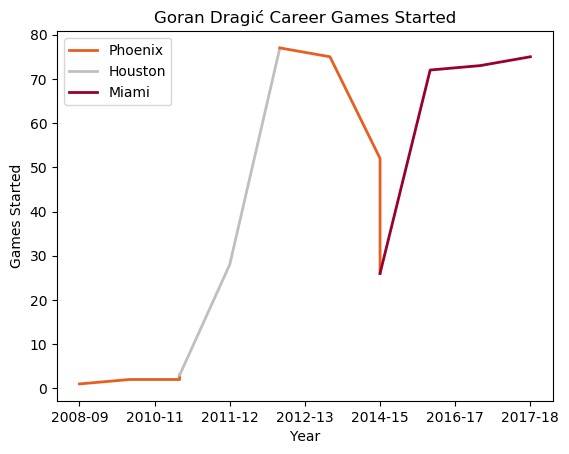 Goran Dragić Career Games Started
Phoenix
Houston
Miami
80
70
60
50
40
30
20
10
0
Games Started
2008-09 2010-11 2011-12 2012-13 2014-15 2016-17 2017-18
Year